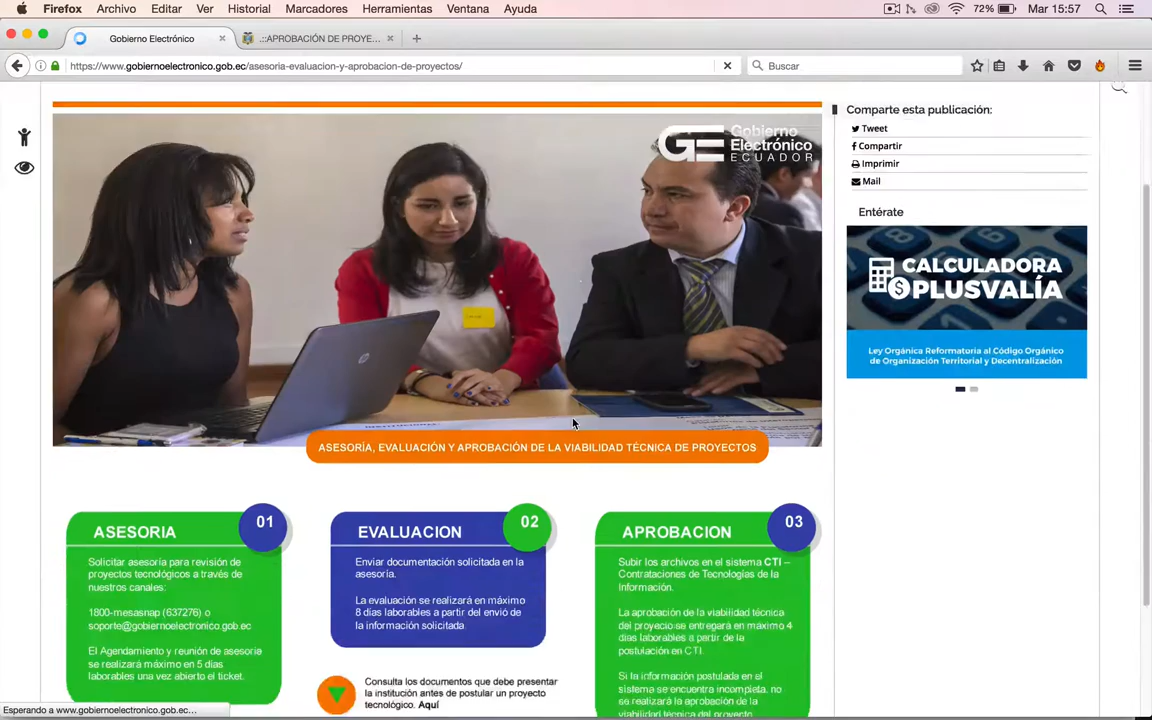 Firefox Archivo Editar Ver Historial Marcadores Herramientas Ventana Ayuda 72% Mar 15:57
Gobierno Electrónico .::APROBACIÓN DE PROYE...
https://www.gobiernoelectronico.gob.ec/asesoria-evaluacion-y-aprobacion-de-proyectos/ Buscar
GE Gobierno
Electrónico
ECUADOR
ASESORÍA, EVALUACIÓN Y APROBACIÓN DE LA VIABILIDAD TÉCNICA DE PROYECTOS
Comparte esta publicación:
Tweet
Compartir
Imprimir
Mail
Entérate
CALCULADORA
PLUSVALÍA
Ley Orgánica Reformatoria al Código Orgánico
de Organización Territorial y Decentralización
ASESORIA 01
Solicitar asesoría para revisión de
proyectos tecnológicos a través de
nuestros canales:
1800-mesasnap (637276) o
soporte@gobiernoelectronico.gob.ec
El Agendamiento y reunión de asesoria
se realizará máximo en 5 dias
laborables una vez abierto el ticket.
EVALUACION 02
Enviar documentación solicitada en la
asesoría.
La evaluación se realizará en máximo
8 días laborables a partir del envió de
la información solicitada.
Consulta los documentos que debe presentar
la institución antes de postular un proyecto
tecnológico. Aquí
APROBACION 03
Subir los archivos en el sistema CTI –
Contrataciones de Tecnologías de la
Información.
La aprobación de la viabilidad técnica
del proyecto se entregará en máximo 4
días laborables a partir de la
postulación en CTI.
Si la información postulada en el
sistema se encuentra incompleta, no
se realizará la aprobación de la
viabilidad técnica del proyecto
Esperando a www.gobiernoelectronico.gob.ec...